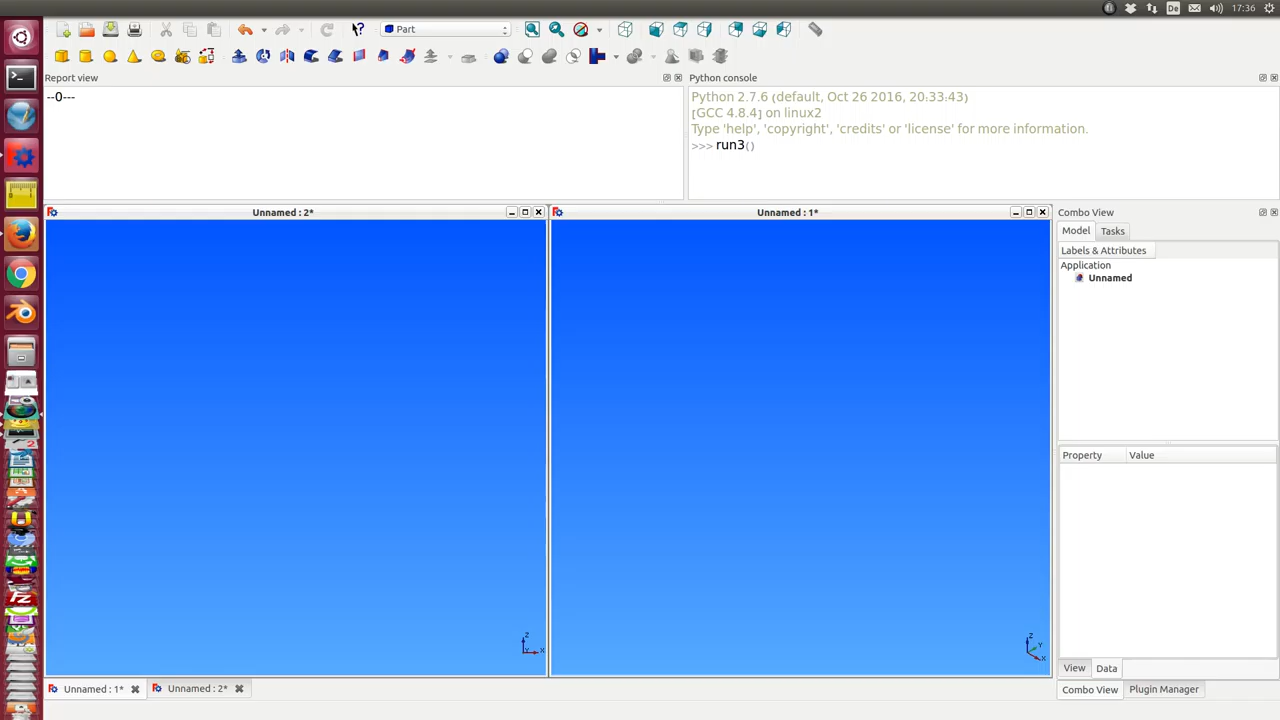 De
17:36
Part
Report view
Python console
--0---
Python 2.7.6 (default, Oct 26 2016, 20:33:43)
[GCC 4.8.4] on linux2
Type 'help', 'copyright', 'credits' or 'license' for more information.
>>> run3()
Unnamed : 2*
Unnamed : 1*
Combo View
Model
Tasks
Labels & Attributes
Application
Unnamed
Property
Value
Z
X
Z
Y
X
View
Data
Unnamed : 1*
Unnamed : 2*
Combo View
Plugin Manager